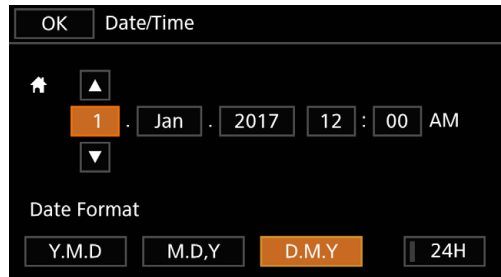 OK Date/Time
1 . Jan . 2017 12 : 00 AM
Date Format
Y.M.D M.D,Y D.M.Y 24H